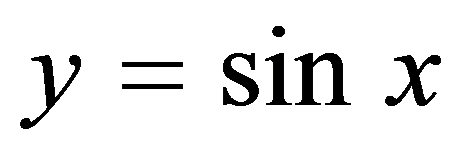 y = sin x